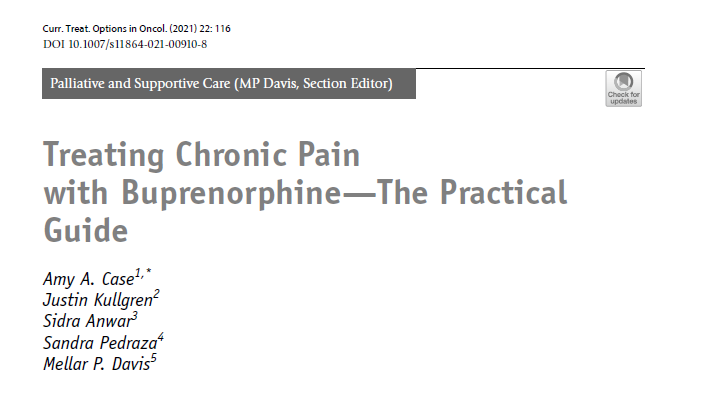 Curr. Treat. Options in Oncol. (2021) 22: 116
DOI 10.1007/s11864-021-00910-8
Palliative and Supportive Care (MP Davis, Section Editor)
Check for
updates
Treating Chronic Pain
with Buprenorphine—The Practical
Guide
Amy A. Case1,*
Justin Kullgren2
Sidra Anwar3
Sandra Pedraza4
Mellar P. Davis5